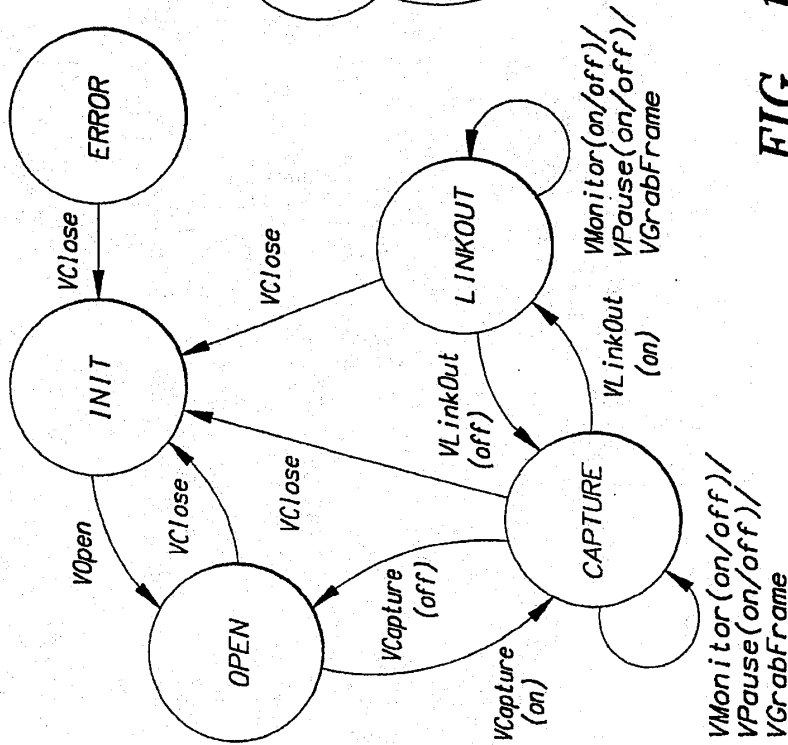 ERROR
VClose
INIT
VOpen
VClose
OPEN
VClose
VClose
LINKOUT
VMonitor(on/off)/
VPause(on/off)/
VGrabFrame
VLinkOut
(off)
VLinkOut
(on)
VCapture
(off)
VCapture
(on)
CAPTURE
VMonitor(on/off)/
VPause(on/off)/
VGrabFrame
FIG.